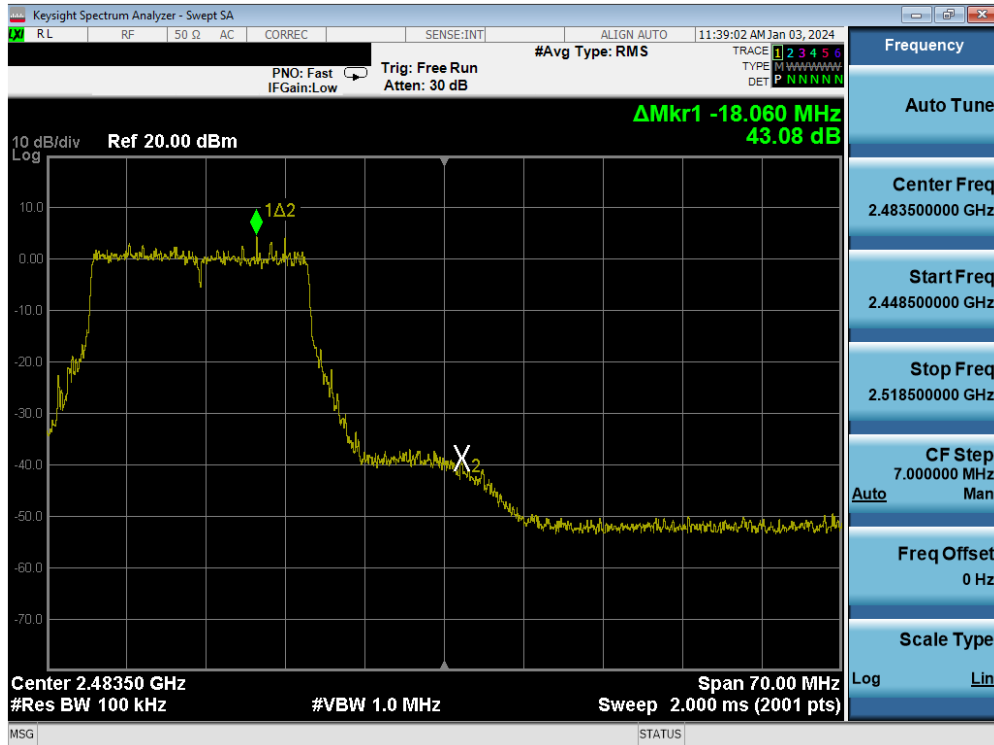 Keysight Spectrum Analyzer - Swept SA
LXI RL RF 50 Ω AC CORREC SENSE:INT ALIGN AUTO 11:39:02 AM Jan 03, 2024
PNO: Fast
IFGain:Low
Trig: Free Run
Atten: 30 dB
#Avg Type: RMS
TRACE 1 2 3 4 5 6
TYPE M WWWWW
DET P N N N N N
ΔMkr1 -18.060 MHz
43.08 dB
10 dB/div
Log
Ref 20.00 dBm
10.0
0.00
-10.0
-20.0
-30.0
-40.0
-50.0
-60.0
-70.0
1Δ2
X2
Center 2.48350 GHz
Span 70.00 MHz
#Res BW 100 kHz
#VBW 1.0 MHz
Sweep 2.000 ms (2001 pts)
MSG
STATUS
Frequency
Auto Tune
Center Freq
2.483500000 GHz
Start Freq
2.448500000 GHz
Stop Freq
2.518500000 GHz
CF Step
7.000000 MHz
Auto Man
Freq Offset
0 Hz
Scale Type
Log Lin